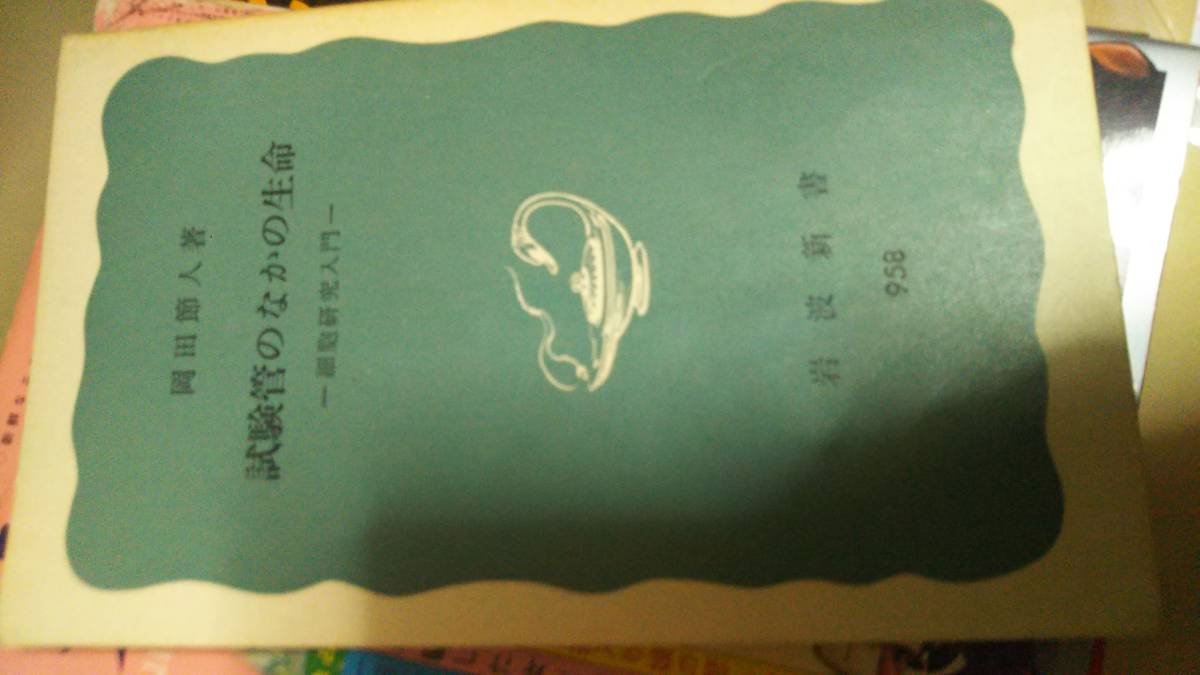 岡田節人著
試験管のなかの生命
―細胞研究入門―
岩波新書
958